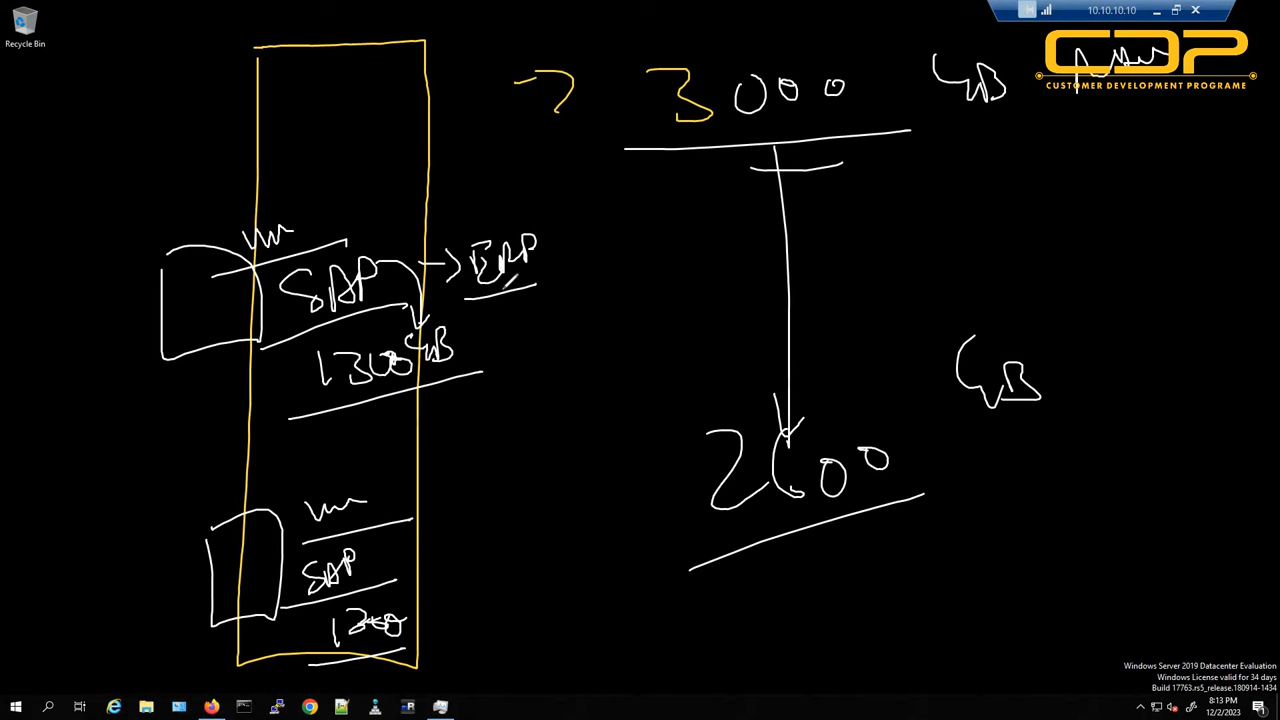 Recycle Bin
10.10.10.10
CDP
CUSTOMER DEVELOPMENT PROGRAME
→ 3000 GB
SAP → ERP
1300 GB
2600 GB
SAP
1300
Windows Server 2019 Datacenter Evaluation
Windows License valid for 34 days
Build 17763.rs5_release.180914-1434
8:13 PM
12/2/2023